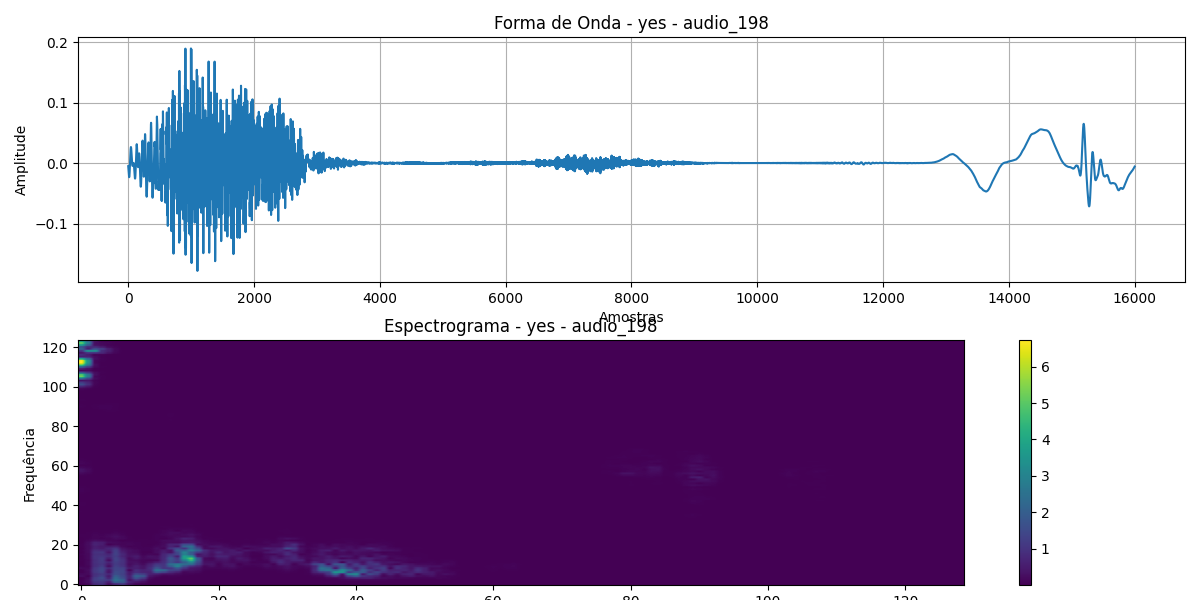 Forma de Onda - yes - audio_198
0.2
0.1
0.0
−0.1
Amplitude
0 2000 4000 6000 8000 10000 12000 14000 16000
Amostras
Espectrograma - yes - audio_198
120
100
80
60
40
20
0
Frequência
6
5
4
3
2
1
0 20 40 60 80 100 120